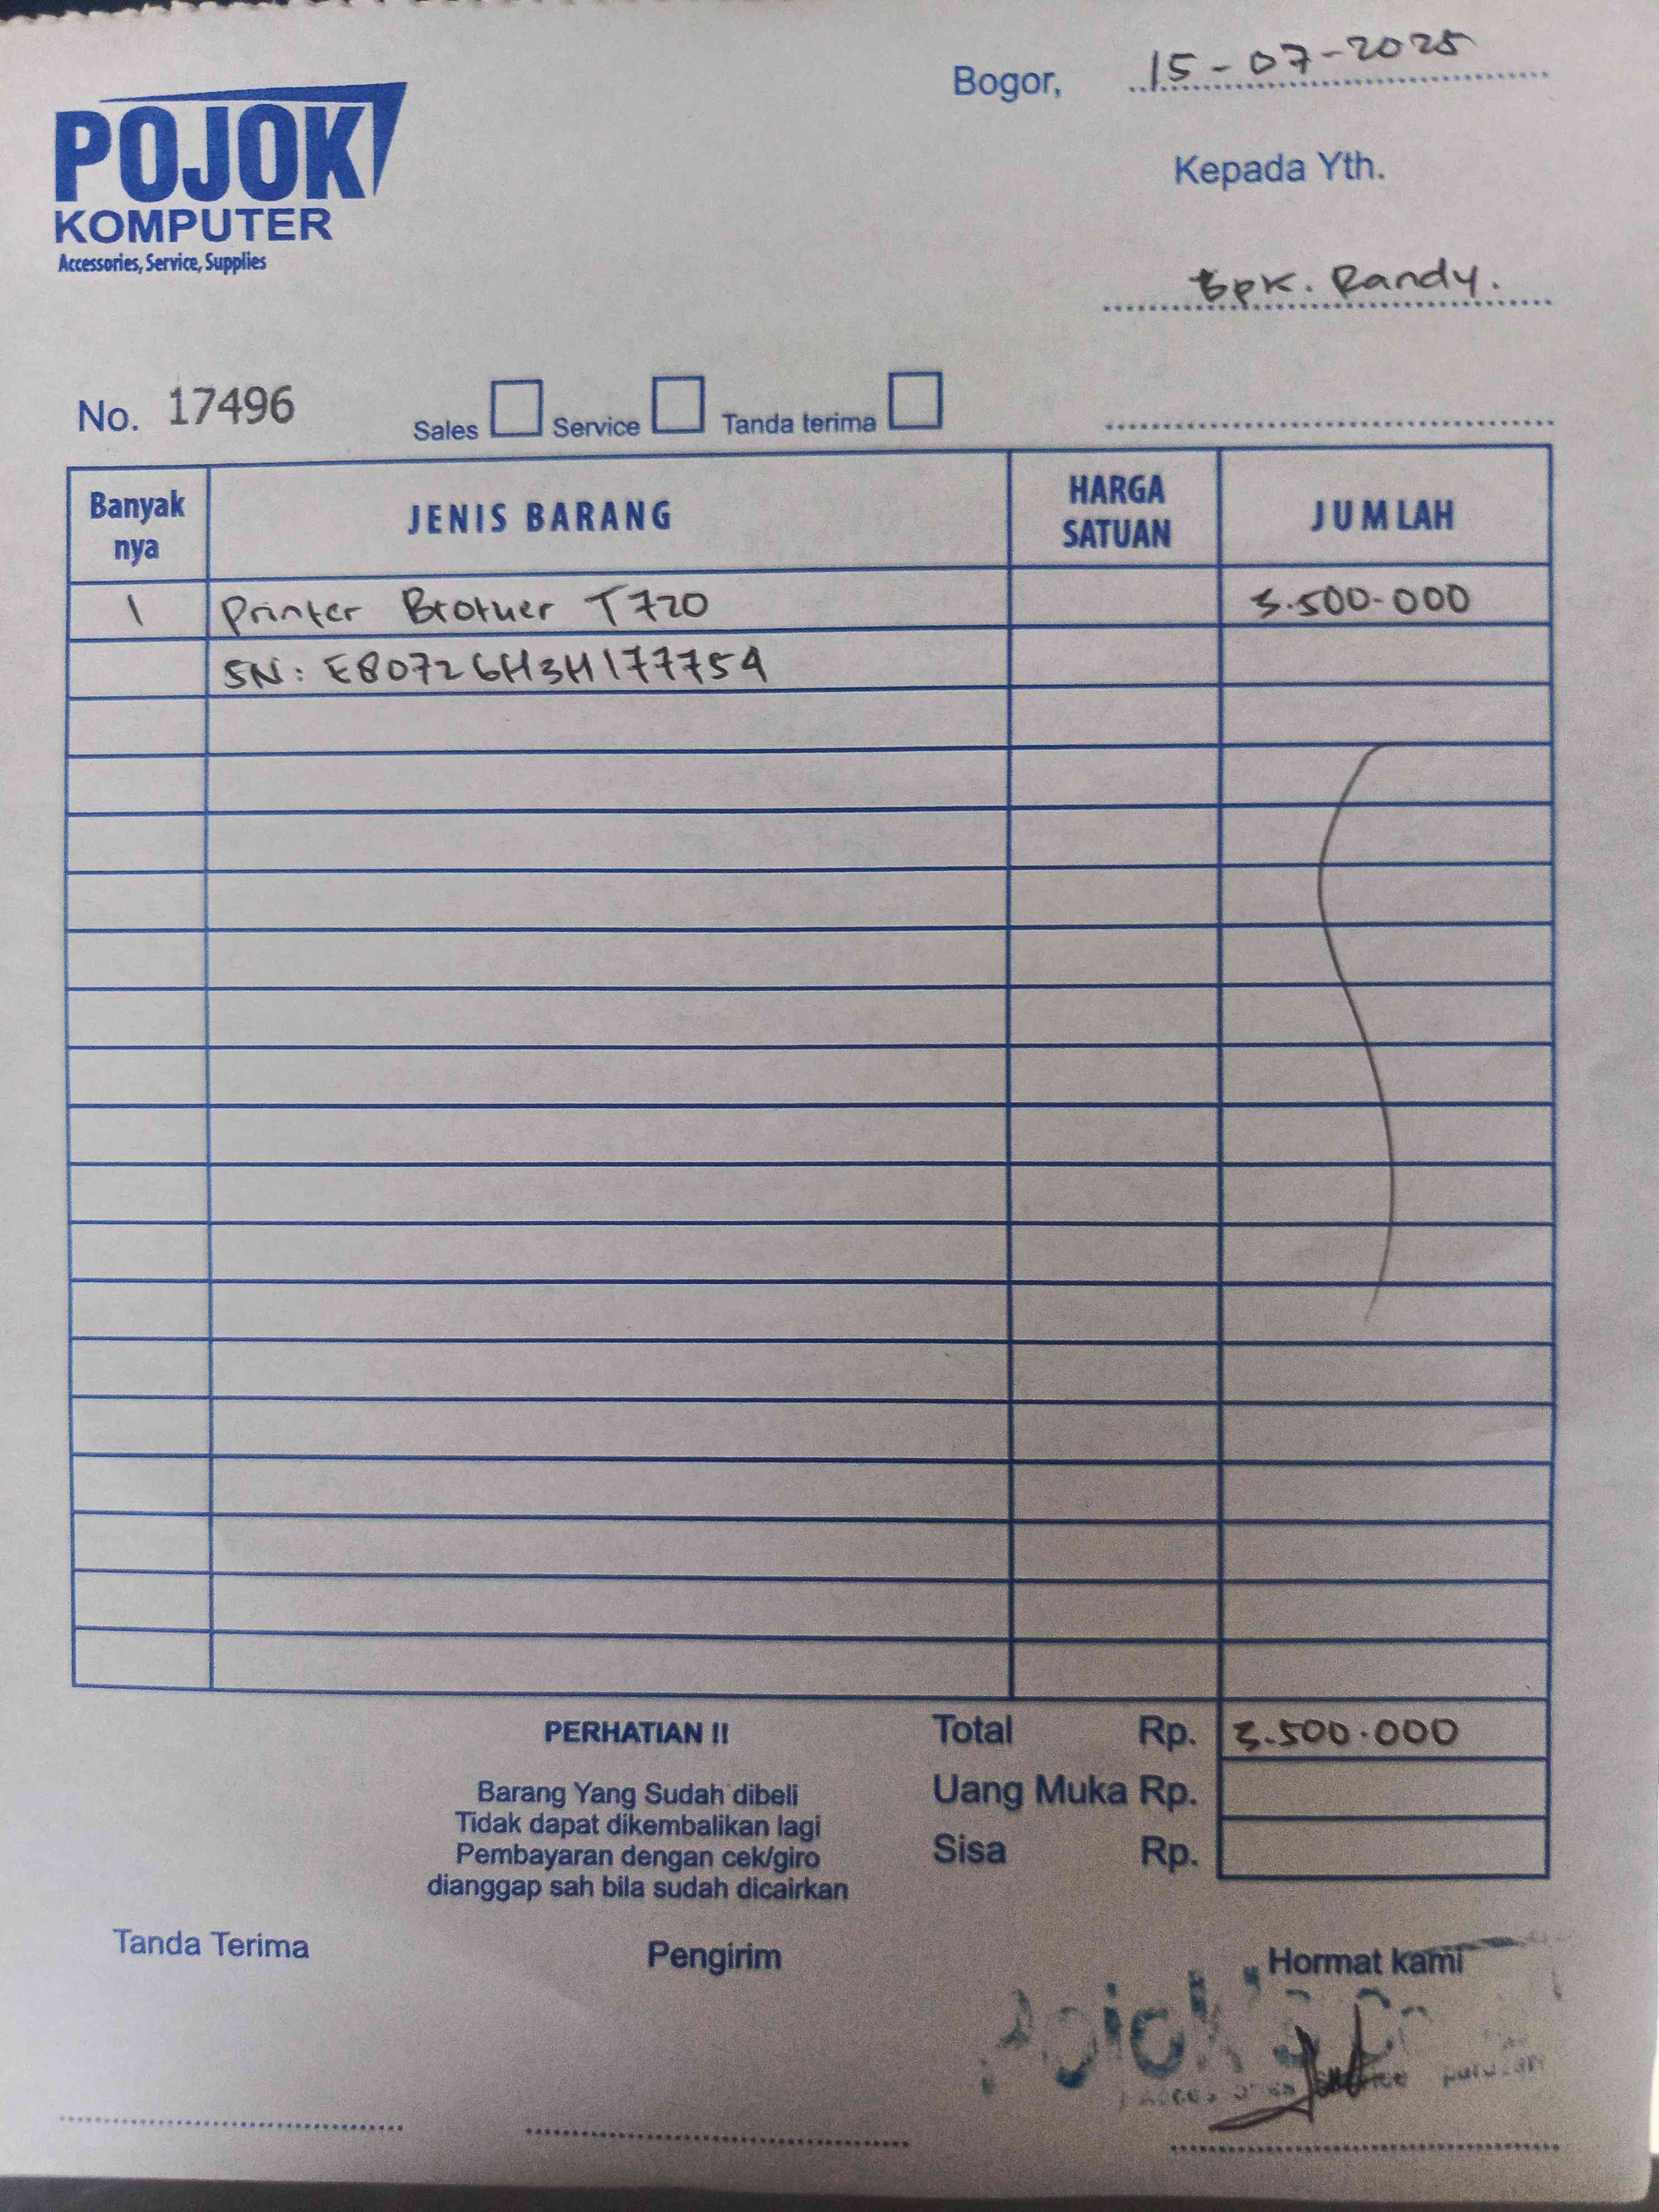 Bogor, 15-07-2025
POJOK
KOMPUTER
Accessories, Service, Supplies
Kepada Yth.
Bpk. Randy.
No. 17496 Sales Service Tanda terima
Banyak nya JENIS BARANG HARGA SATUAN JUMLAH
1 Printer Brother T720 3.500.000
SN: E80726H3H177754
PERHATIAN !! Total Rp. 3.500.000
Barang Yang Sudah dibeli Uang Muka Rp.
Tidak dapat dikembalikan lagi
Pembayaran dengan cek/giro Sisa Rp.
dianggap sah bila sudah dicairkan
Tanda Terima Pengirim Hormat kami
Pojok